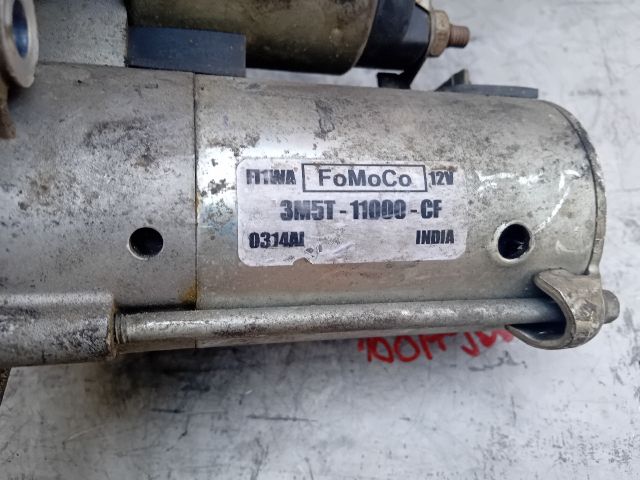 FoMoCo 12V
3M5T-11000-CF
0314AI INDIA